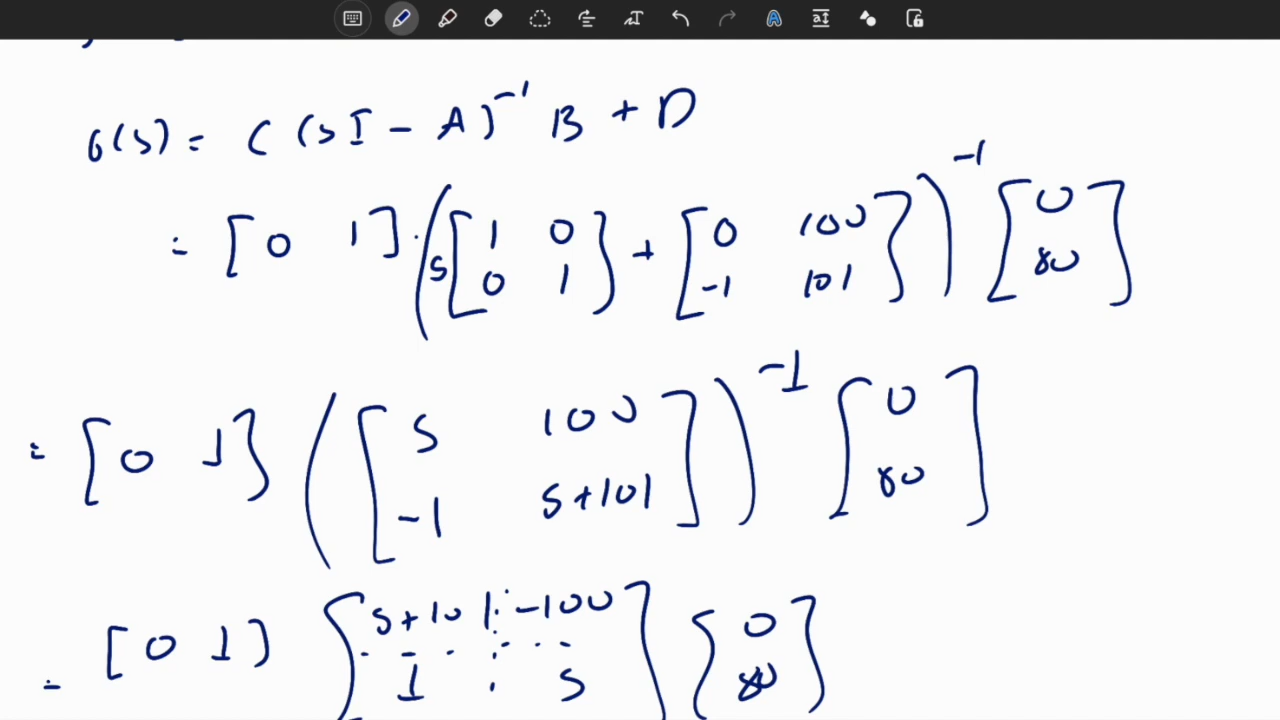 G(s) = C (sI - A)^-1 B + D
= [0 1] · (s [1 0; 0 1] + [0 100; -1 101])^-1 [0; 80]
= [0 1] ([s 100; -1 s+101])^-1 [0; 80]
= [0 1] [s+101 -100; 1 s] [0; 80]